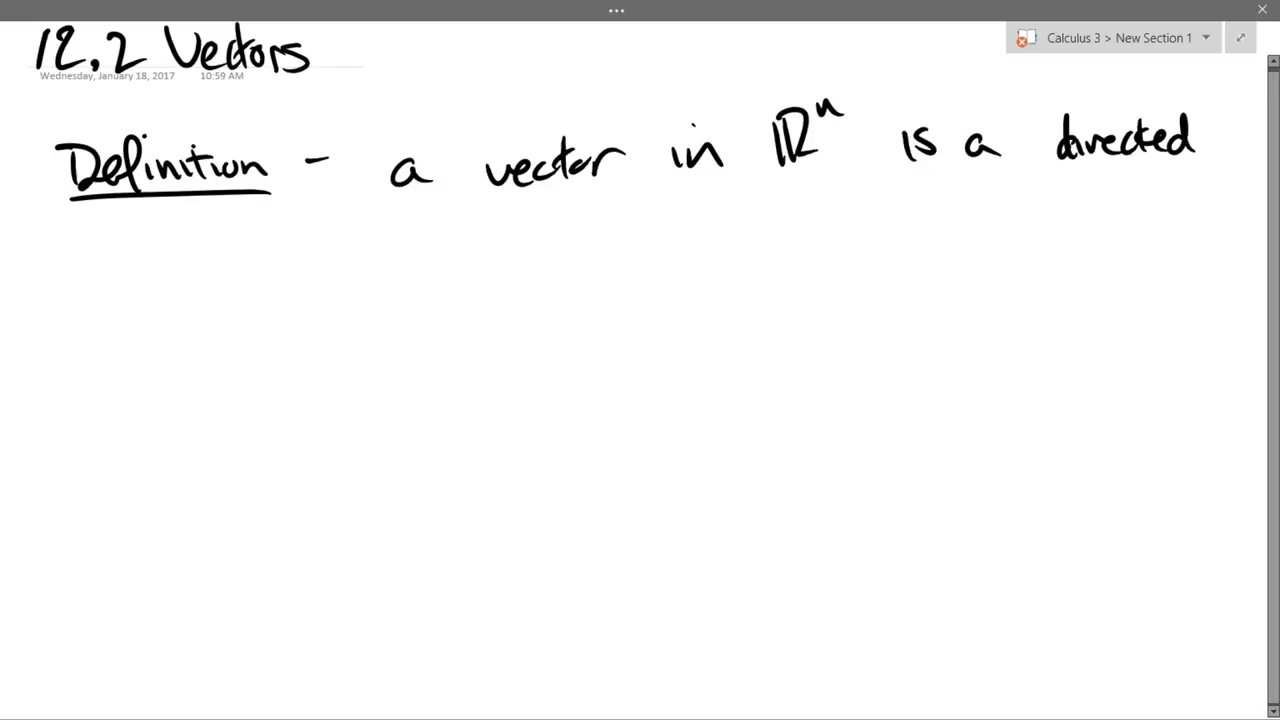 12.2 Vectors
Calculus 3 > New Section 1
Wednesday, January 18, 2017 10:59 AM
Definition - a vector in ℝⁿ is a directed